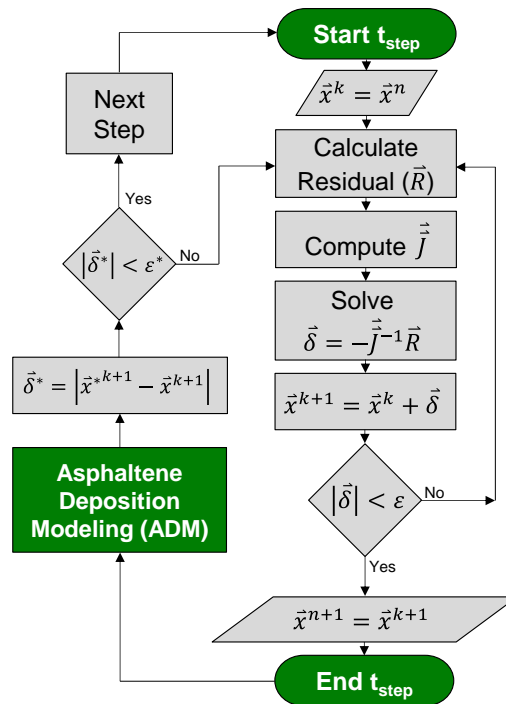 Start t_step
x⃗^k = x⃗^n
Calculate
Residual (R⃗)
Compute J⃗⃗
Solve
δ⃗ = −J⃗⃗^−1 R⃗
x⃗^k+1 = x⃗^k + δ⃗
|δ⃗| < ε
No
Yes
x⃗^n+1 = x⃗^k+1
End t_step
Asphaltene
Deposition
Modeling (ADM)
δ⃗* = |x⃗*^k+1 − x⃗^k+1|
|δ⃗*| < ε*
No
Yes
Next
Step